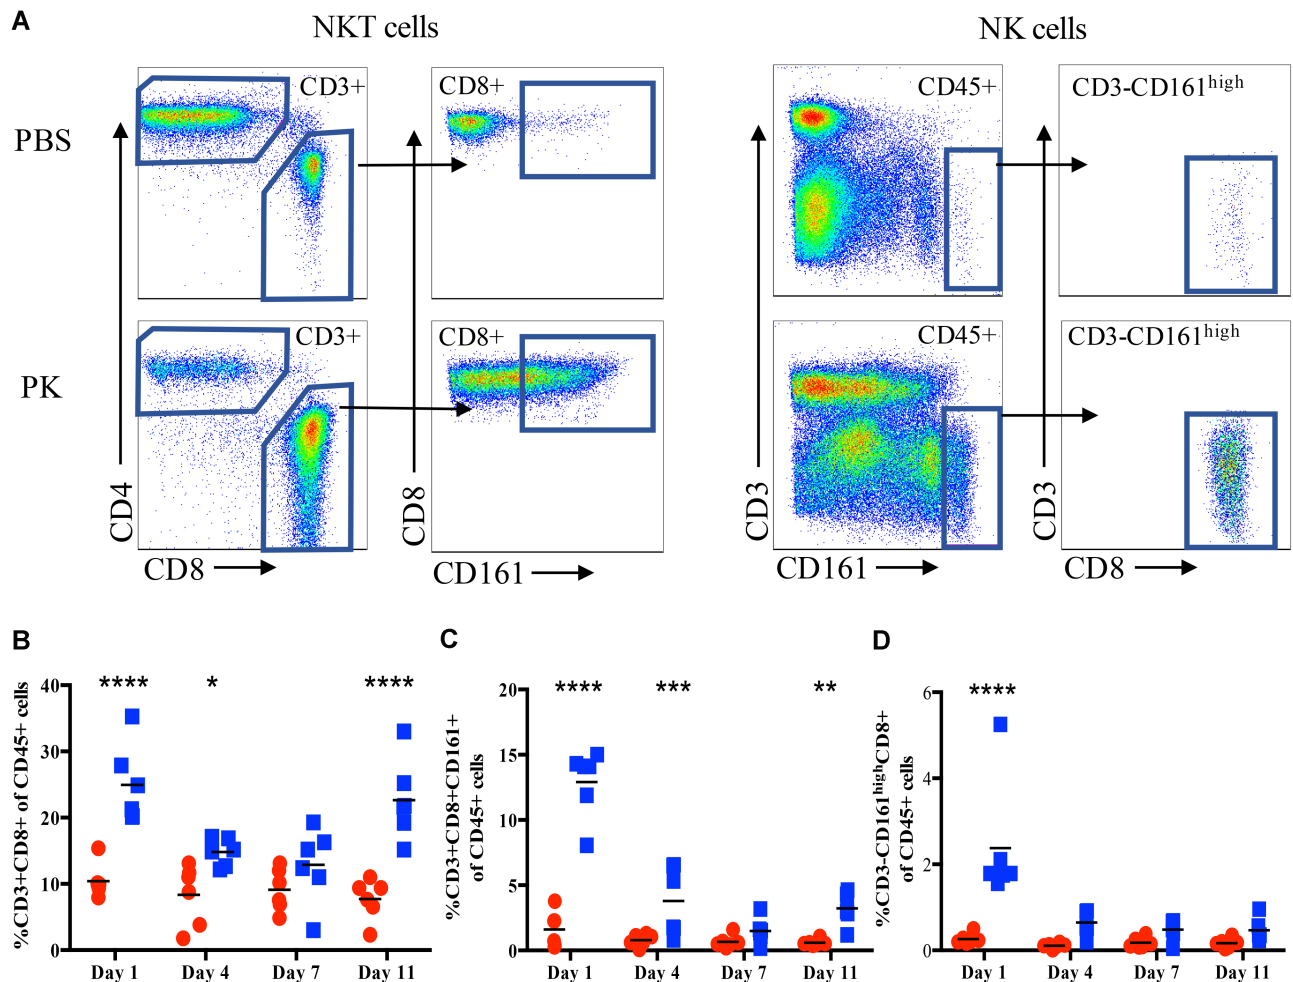 A
NKT cells
NK cells
PBS
CD3+
CD8+
CD45+
CD3-CD161high
PK
CD3+
CD8+
CD45+
CD3-CD161high
CD4
CD8
CD3
CD3
CD8
CD161
CD161
CD8
B
%CD3+CD8+ of CD45+ cells
40
30
20
10
0
****
*
****
Day 1
Day 4
Day 7
Day 11
C
%CD3+CD8+CD161+
of CD45+ cells
20
15
10
5
0
****
***
**
Day 1
Day 4
Day 7
Day 11
D
%CD3-CD161highCD8+
of CD45+ cells
6
4
2
0
****
Day 1
Day 4
Day 7
Day 11